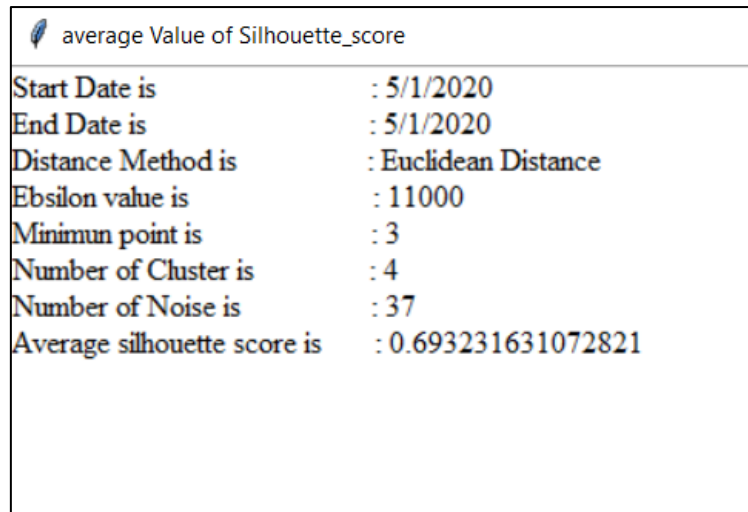 average Value of Silhouette_score
Start Date is : 5/1/2020
End Date is : 5/1/2020
Distance Method is : Euclidean Distance
Ebsilon value is : 11000
Minimun point is : 3
Number of Cluster is : 4
Number of Noise is : 37
Average silhouette score is : 0.693231631072821